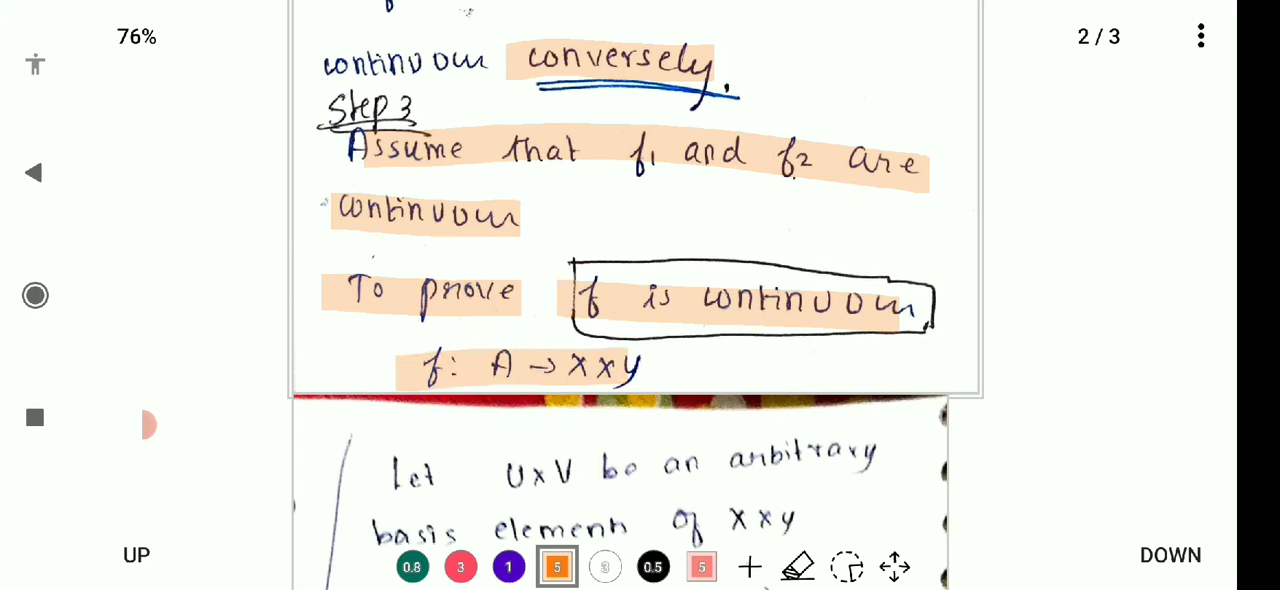 76%
2 / 3
continuous conversely.
Step 3
Assume that f1 and f2 are
continuous
To prove f is continuous
f: A → X x y
Let U x V be an arbitrary
basis element of X x y
UP
0.8 3 1 5 3 0.5 5
DOWN